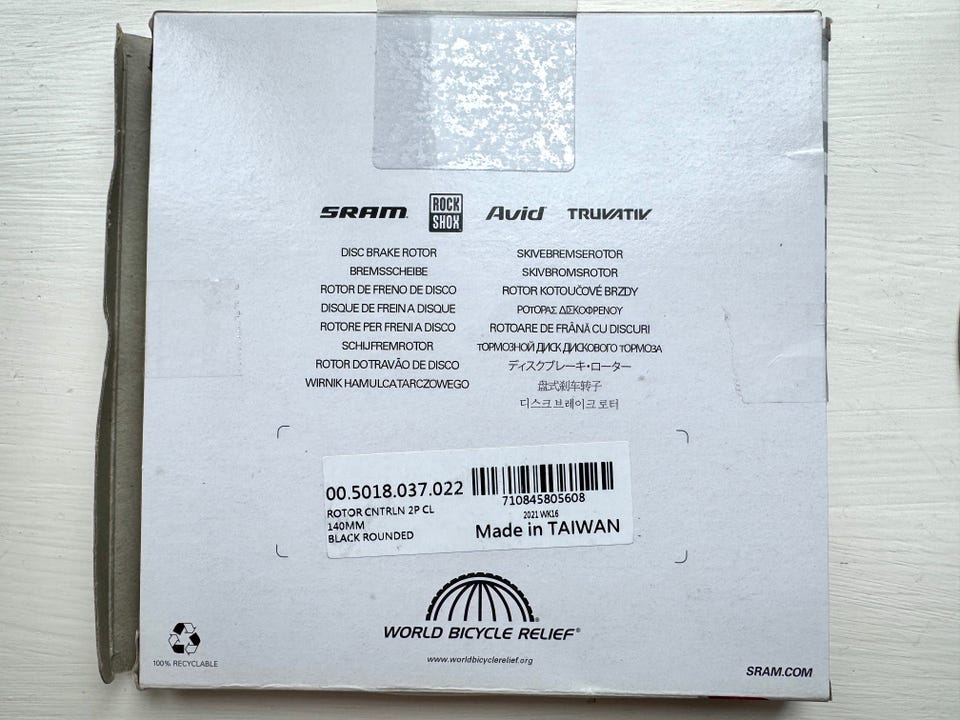 SRAM
ROCK
SHOX
Avid
TRUVATIV
DISC BRAKE ROTOR
BREMSSCHEIBE
ROTOR DE FRENO DE DISCO
DISQUE DE FREIN A DISQUE
ROTORE PER FRENI A DISCO
SCHIJFREMROTOR
ROTOR DOTRAVÃO DE DISCO
WIRNIK HAMULCATARCZOWEGO
SKIVEBREMSEROTOR
SKIVBROMSROTOR
ROTOR KOTOUČOVÉ BRZDY
ΡΟΤΟΡΑΣ ΔΙΣΚΟΦΡΕΝΟΥ
ROTOARE DE FRÂNĂ CU DISCURI
ТОРМОЗНОЙ ДИСК ДИСКОВОГО ТОРМОЗА
ディスクブレーキ・ローター
盘式刹车转子
디스크 브레이크 로터
00.5018.037.022
ROTOR CNTRLN 2P CL
140MM
BLACK ROUNDED
710845805608
2021 WK16
Made in TAIWAN
WORLD BICYCLE RELIEF®
www.worldbicyclerelief.org
100% RECYCLABLE
SRAM.COM